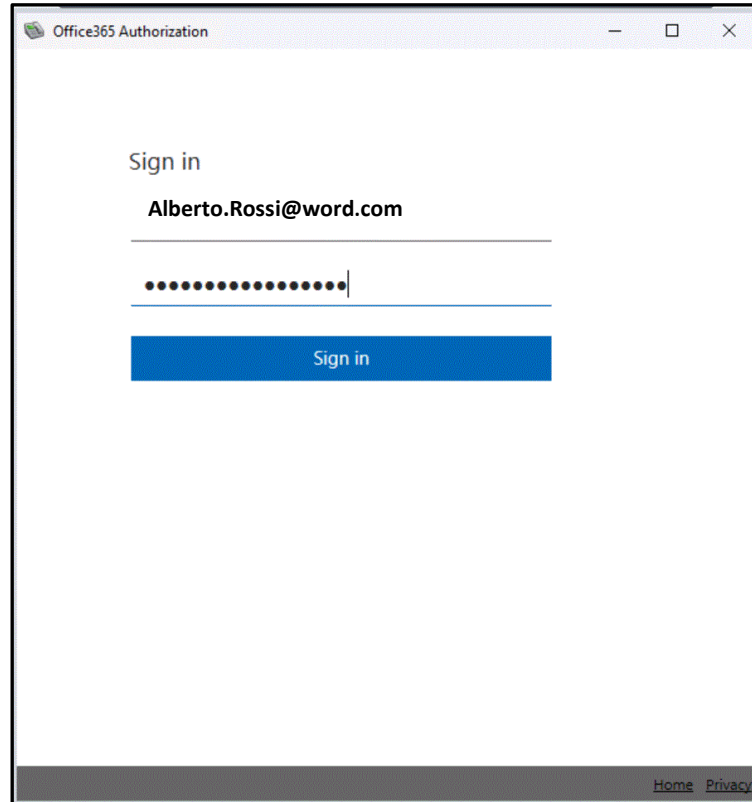 Office365 Authorization
Sign in
Alberto.Rossi@word.com
•••••••••••••••••
Sign in
Home Privacy